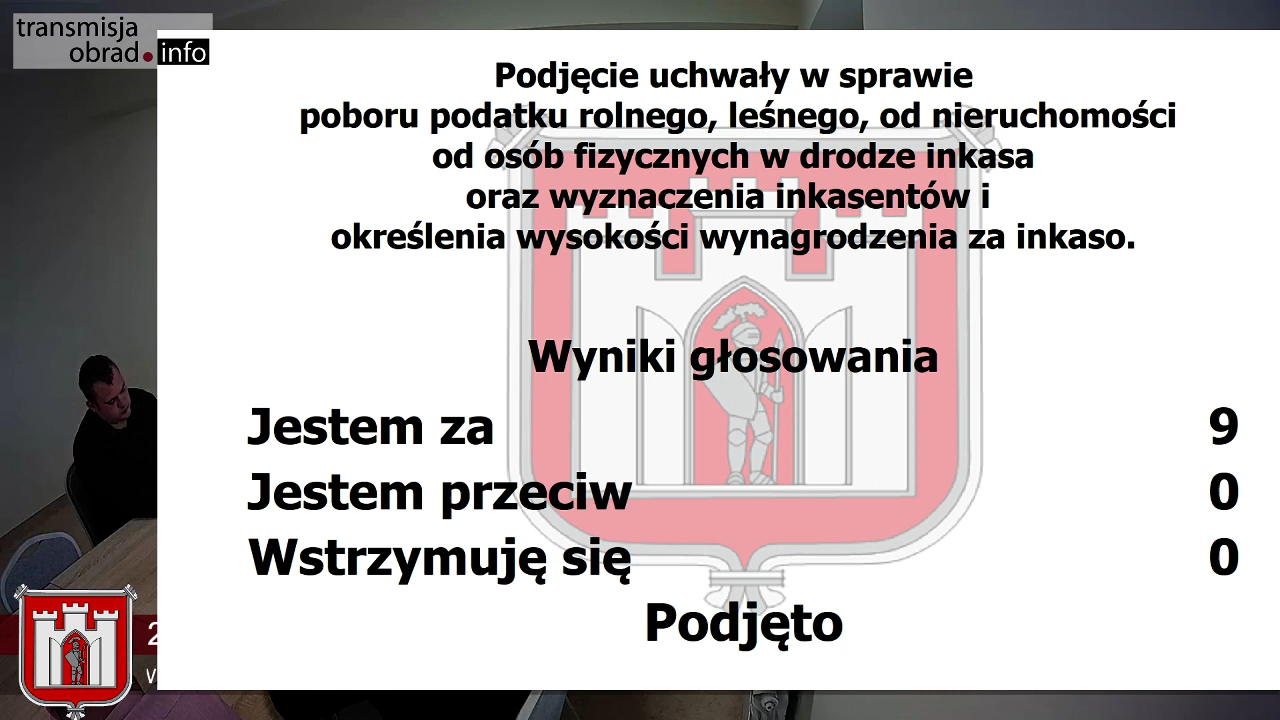 transmisja
obrad.info
Podjęcie uchwały w sprawie
poboru podatku rolnego, leśnego, od nieruchomości
od osób fizycznych w drodze inkasa
oraz wyznaczenia inkasentów i
określenia wysokości wynagrodzenia za inkaso.
Wyniki głosowania
Jestem za 9
Jestem przeciw 0
Wstrzymuję się 0
Podjęto